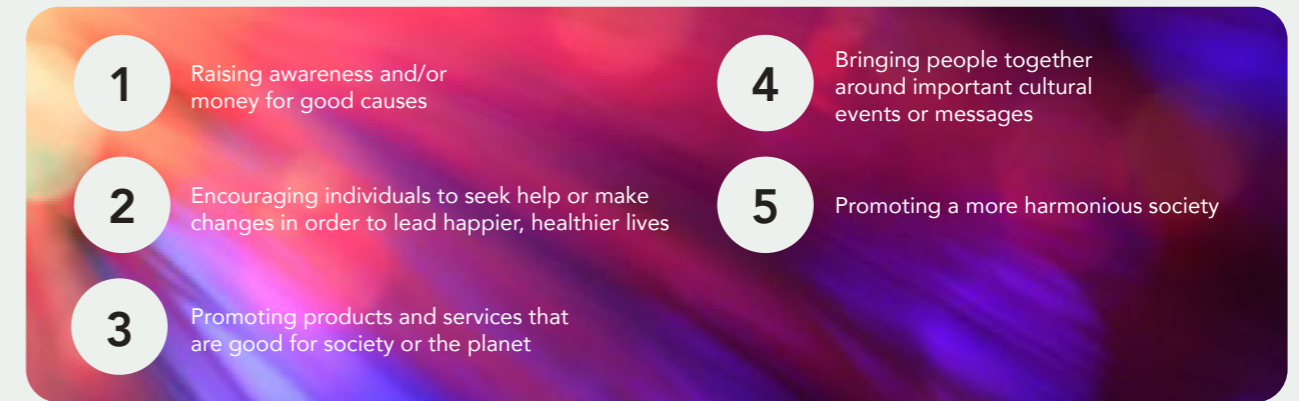 1
Raising awareness and/or
money for good causes
2
Encouraging individuals to seek help or make
changes in order to lead happier, healthier lives
3
Promoting products and services that
are good for society or the planet
4
Bringing people together
around important cultural
events or messages
5
Promoting a more harmonious society